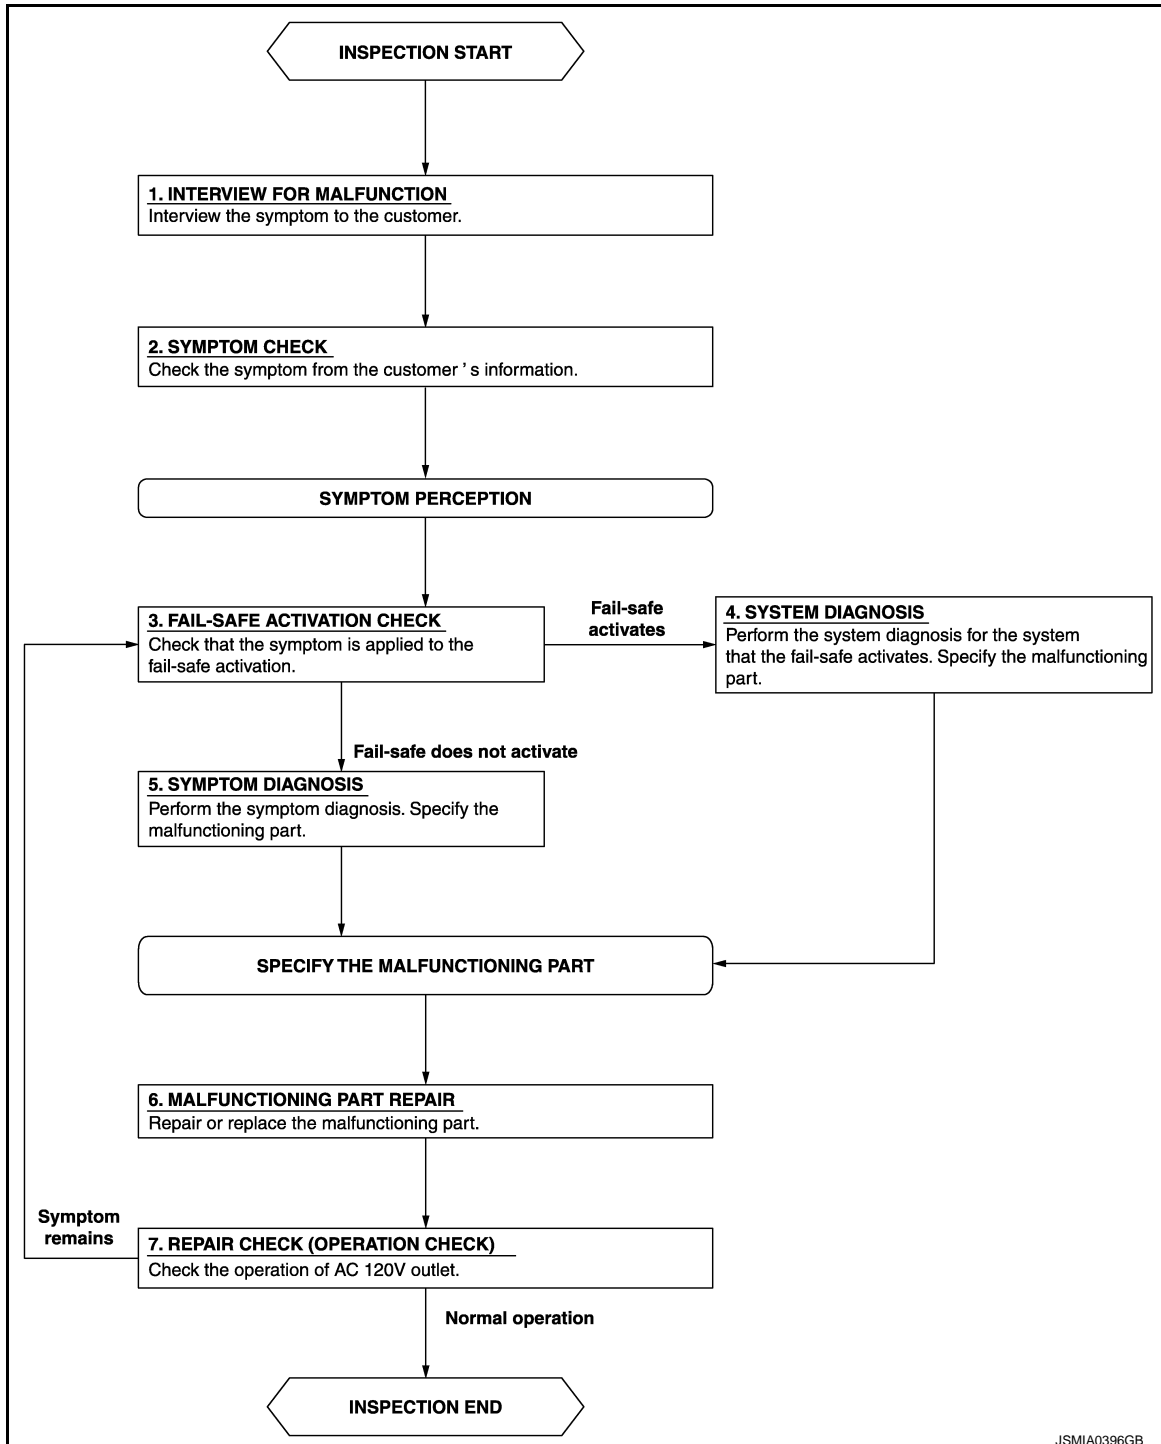 INSPECTION START
1. INTERVIEW FOR MALFUNCTION
Interview the symptom to the customer.
2. SYMPTOM CHECK
Check the symptom from the customer ’ s information.
SYMPTOM PERCEPTION
3. FAIL-SAFE ACTIVATION CHECK
Check that the symptom is applied to the
fail-safe activation.
Fail-safe
activates
4. SYSTEM DIAGNOSIS
Perform the system diagnosis for the system
that the fail-safe activates. Specify the malfunctioning
part.
Fail-safe does not activate
5. SYMPTOM DIAGNOSIS
Perform the symptom diagnosis. Specify the
malfunctioning part.
SPECIFY THE MALFUNCTIONING PART
6. MALFUNCTIONING PART REPAIR
Repair or replace the malfunctioning part.
Symptom
remains
7. REPAIR CHECK (OPERATION CHECK)
Check the operation of AC 120V outlet.
Normal operation
INSPECTION END
JSMIA0396GB